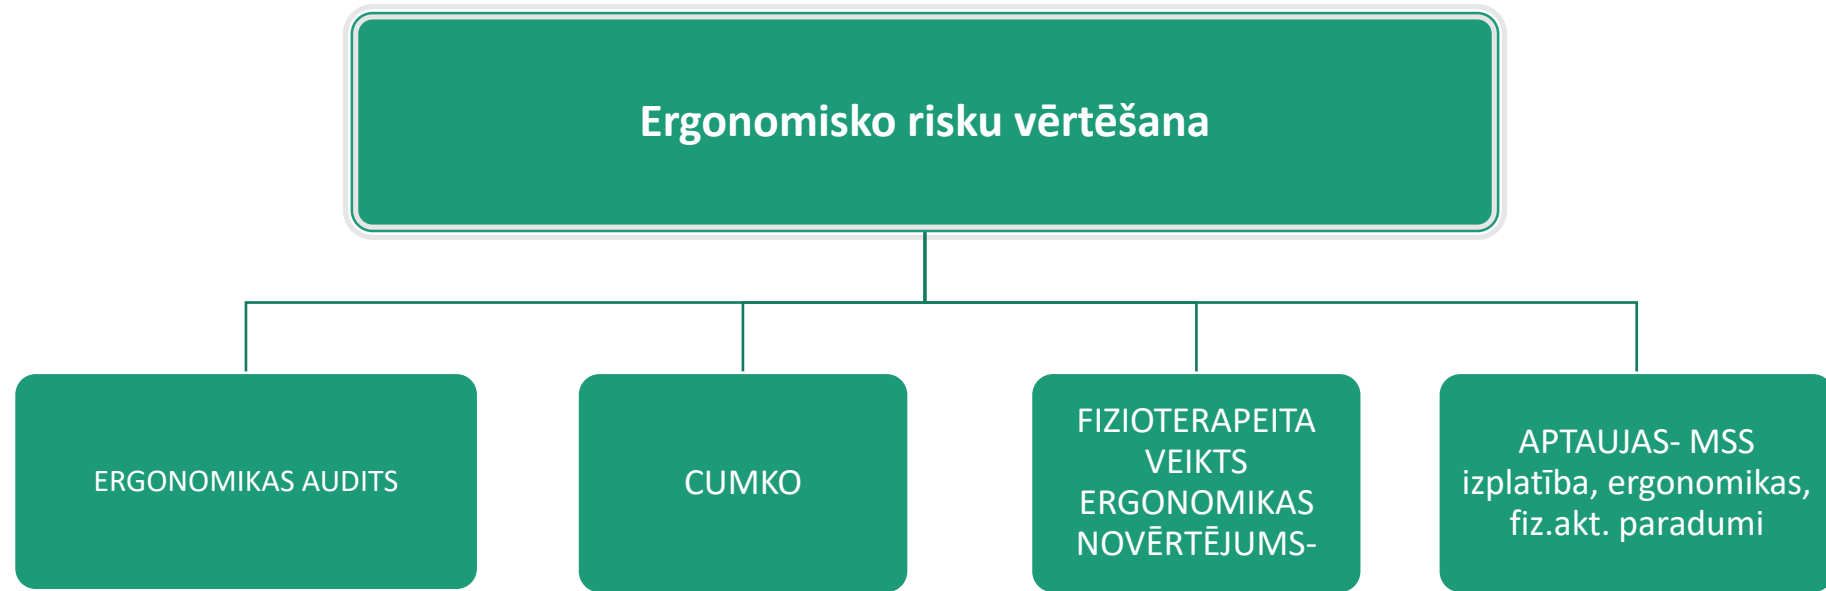 Ergonomisko risku vērtēšana
ERGONOMIKAS AUDITS
CUMKO
FIZIOTERAPEITA
VEIKTS
ERGONOMIKAS
NOVĒRTĒJUMS-
APTAUJAS- MSS
izplatība, ergonomikas,
fiz.akt. paradumi